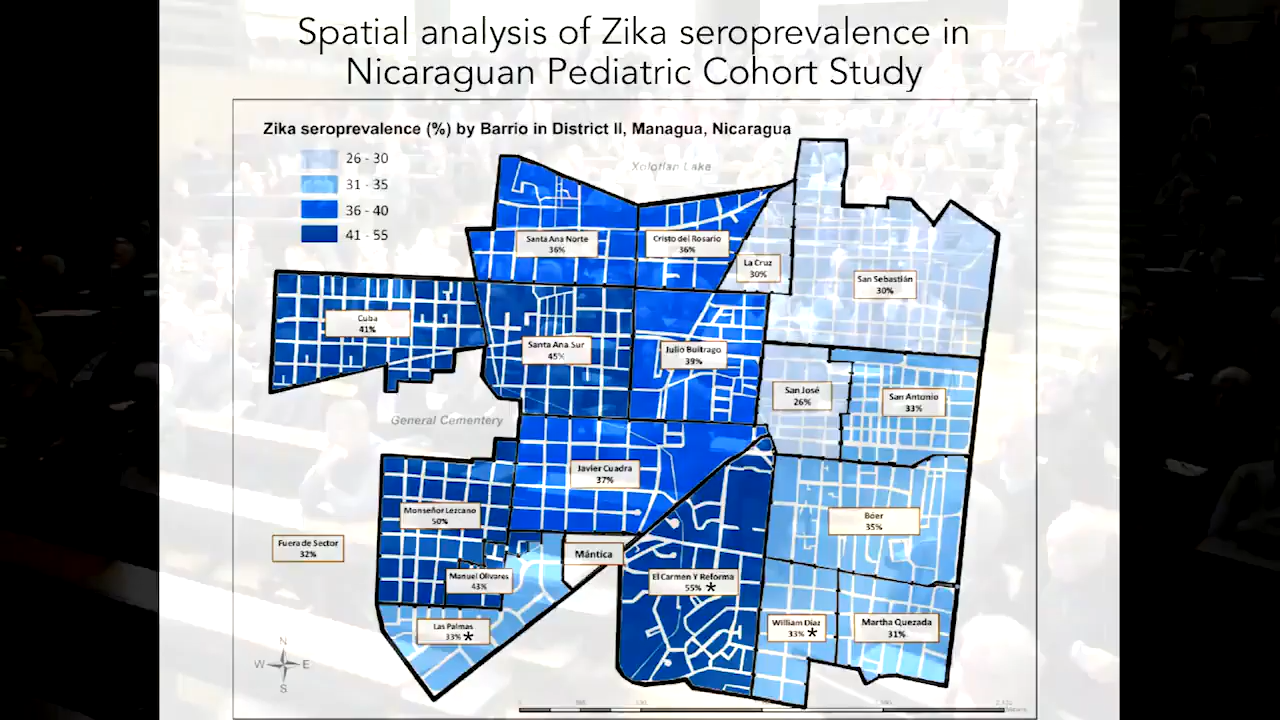 Spatial analysis of Zika seroprevalence in
Nicaraguan Pediatric Cohort Study
Zika seroprevalence (%) by Barrio in District II, Managua, Nicaragua
26 - 30
31 - 35
36 - 40
41 - 55
Xolotlan Lake
Santa Ana Norte
36%
Cristo del Rosario
36%
La Cruz
30%
San Sebastián
30%
Cuba
41%
Santa Ana Sur
45%
Julio Buitrago
39%
San José
26%
San Antonio
33%
General Cementery
Javier Cuadra
37%
Monseñor Lezcano
50%
Bóer
35%
Fuera de Sector
32%
Mántica
Manuel Olivares
43%
El Carmen Y Reforma
55% *
Las Palmas
33% *
William Díaz
33% *
Martha Quezada
31%
N
W E
S